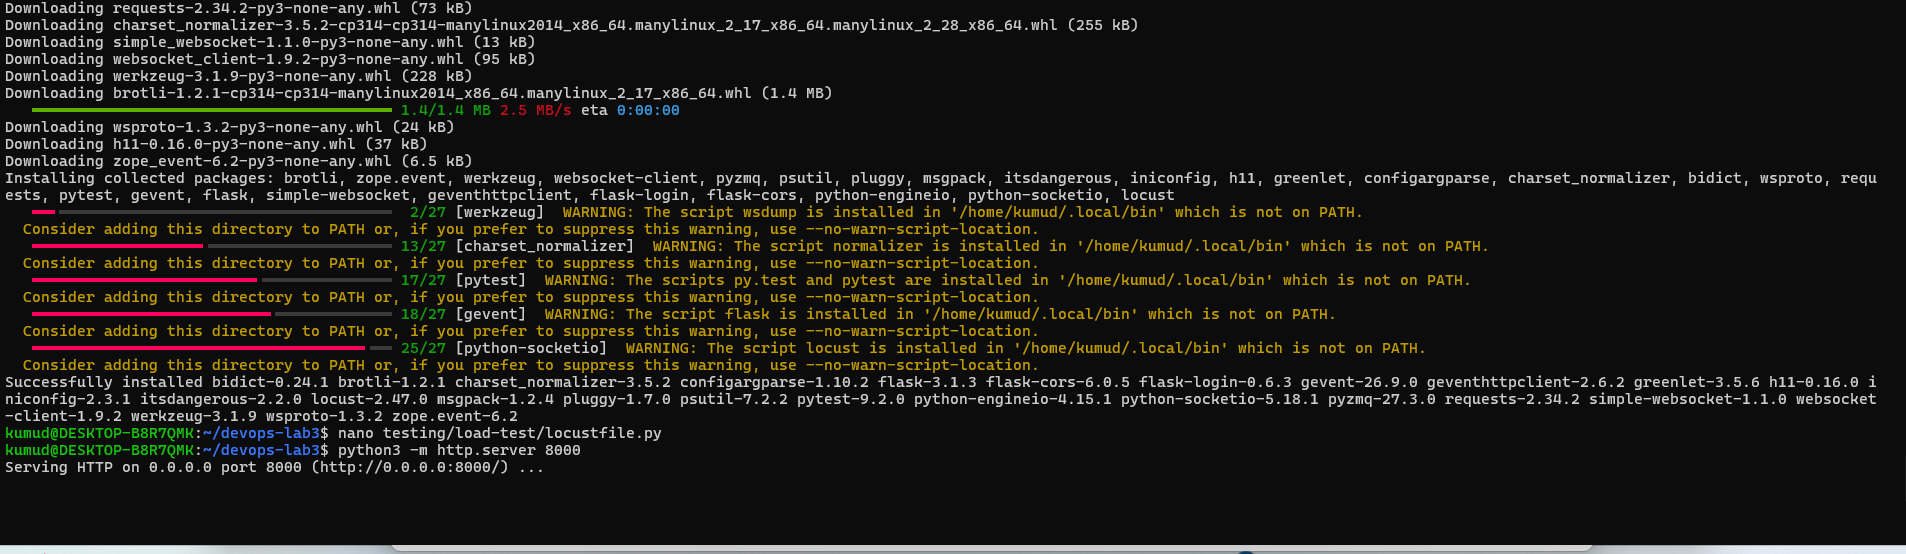 Downloading requests-2.34.2-py3-none-any.whl (73 kB)
Downloading charset_normalizer-3.5.2-cp314-cp314-manylinux2014_x86_64.manylinux_2_17_x86_64.manylinux_2_28_x86_64.whl (255 kB)
Downloading simple_websocket-1.1.0-py3-none-any.whl (13 kB)
Downloading websocket_client-1.9.2-py3-none-any.whl (95 kB)
Downloading werkzeug-3.1.9-py3-none-any.whl (228 kB)
Downloading brotli-1.2.1-cp314-cp314-manylinux2014_x86_64.manylinux_2_17_x86_64.whl (1.4 MB)
1.4/1.4 MB 2.5 MB/s eta 0:00:00
Downloading wsproto-1.3.2-py3-none-any.whl (24 kB)
Downloading h11-0.16.0-py3-none-any.whl (37 kB)
Downloading zope_event-6.2-py3-none-any.whl (6.5 kB)
Installing collected packages: brotli, zope.event, werkzeug, websocket-client, pyzmq, psutil, pluggy, msgpack, itsdangerous, iniconfig, h11, greenlet, configargparse, charset_normalizer, bidict, wsproto, requ
ests, pytest, gevent, flask, simple-websocket, geventhttpclient, flask-login, flask-cors, python-engineio, python-socketio, locust
2/27 [werkzeug]  WARNING: The script wsdump is installed in '/home/kumud/.local/bin' which is not on PATH.
Consider adding this directory to PATH or, if you prefer to suppress this warning, use --no-warn-script-location.
13/27 [charset_normalizer]  WARNING: The script normalizer is installed in '/home/kumud/.local/bin' which is not on PATH.
Consider adding this directory to PATH or, if you prefer to suppress this warning, use --no-warn-script-location.
17/27 [pytest]  WARNING: The scripts py.test and pytest are installed in '/home/kumud/.local/bin' which is not on PATH.
Consider adding this directory to PATH or, if you prefer to suppress this warning, use --no-warn-script-location.
18/27 [gevent]  WARNING: The script flask is installed in '/home/kumud/.local/bin' which is not on PATH.
Consider adding this directory to PATH or, if you prefer to suppress this warning, use --no-warn-script-location.
25/27 [python-socketio]  WARNING: The script locust is installed in '/home/kumud/.local/bin' which is not on PATH.
Consider adding this directory to PATH or, if you prefer to suppress this warning, use --no-warn-script-location.
Successfully installed bidict-0.24.1 brotli-1.2.1 charset_normalizer-3.5.2 configargparse-1.10.2 flask-3.1.3 flask-cors-6.0.5 flask-login-0.6.3 gevent-26.9.0 geventhttpclient-2.6.2 greenlet-3.5.6 h11-0.16.0 i
niconfig-2.3.1 itsdangerous-2.2.0 locust-2.47.0 msgpack-1.2.4 pluggy-1.7.0 psutil-7.2.2 pytest-9.2.0 python-engineio-4.15.1 python-socketio-5.18.1 pyzmq-27.3.0 requests-2.34.2 simple-websocket-1.1.0 websocket
-client-1.9.2 werkzeug-3.1.9 wsproto-1.3.2 zope.event-6.2
kumud@DESKTOP-B8R7QMK:~/devops-lab3$ nano testing/load-test/locustfile.py
kumud@DESKTOP-B8R7QMK:~/devops-lab3$ python3 -m http.server 8000
Serving HTTP on 0.0.0.0 port 8000 (http://0.0.0.0:8000/) ...